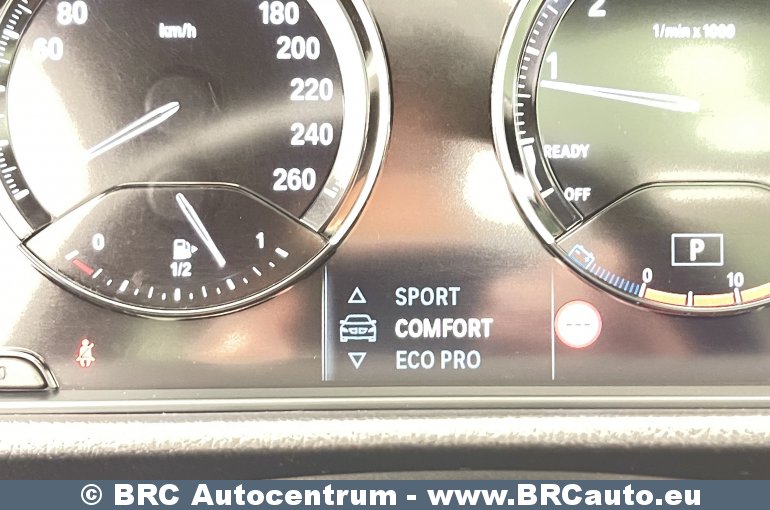 80
60
km/h
180
200
220
240
260
0
1/2
1
2
1/min x 1000
1
READY
OFF
P
0
10
SPORT
COMFORT
ECO PRO
---
0
© BRC Autocentrum - www.BRCauto.eu